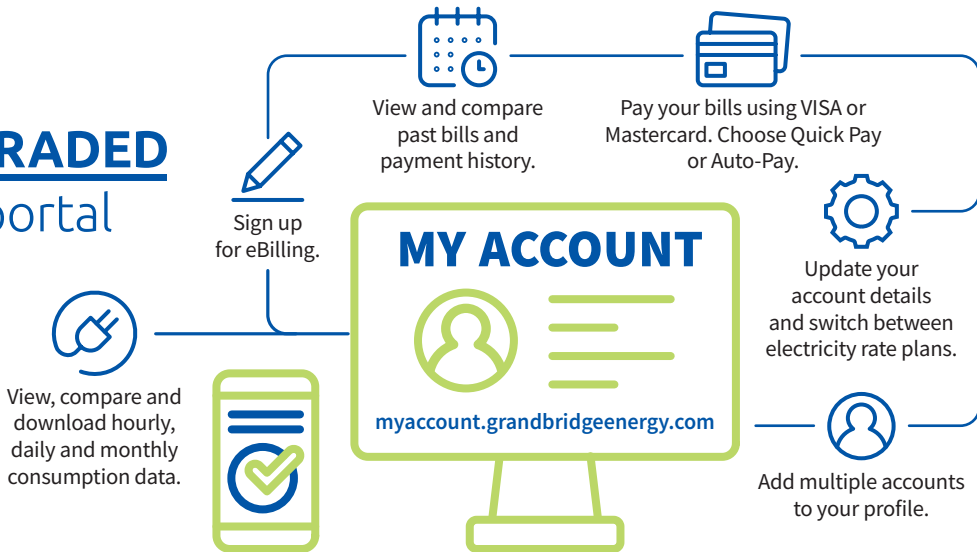 RADED
portal
View and compare
past bills and
payment history.
Pay your bills using VISA or
Mastercard. Choose Quick Pay
or Auto-Pay.
Sign up
for eBilling.
MY ACCOUNT
myaccount.grandbridgeenergy.com
Update your
account details
and switch between
electricity rate plans.
View, compare and
download hourly,
daily and monthly
consumption data.
Add multiple accounts
to your profile.